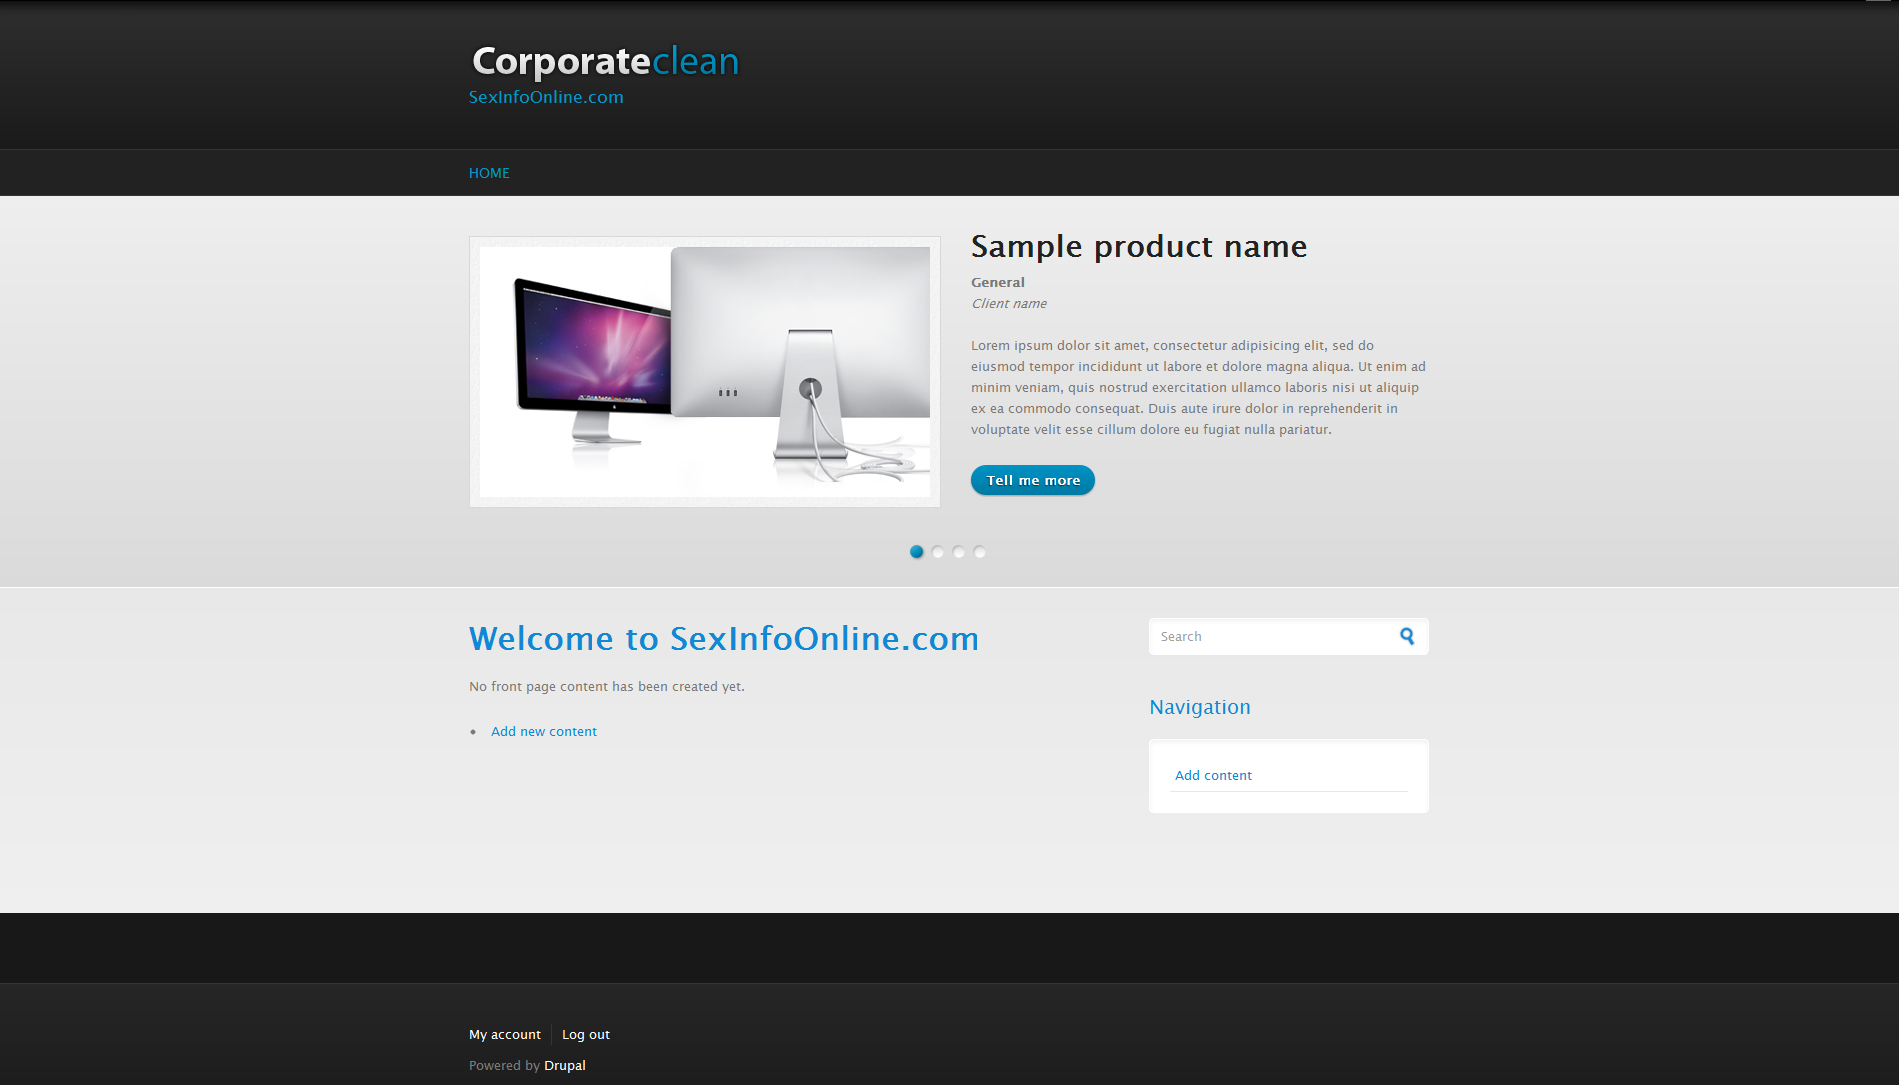 Corporateclean
SexInfoOnline.com
HOME
Sample product name
General
Client name
Lorem ipsum dolor sit amet, consectetur adipisicing elit, sed do
eiusmod tempor incididunt ut labore et dolore magna aliqua. Ut enim ad
minim veniam, quis nostrud exercitation ullamco laboris nisi ut aliquip
ex ea commodo consequat. Duis aute irure dolor in reprehenderit in
voluptate velit esse cillum dolore eu fugiat nulla pariatur.
Tell me more
Welcome to SexInfoOnline.com
No front page content has been created yet.
Add new content
Search
Navigation
Add content
My account
Log out
Powered by Drupal